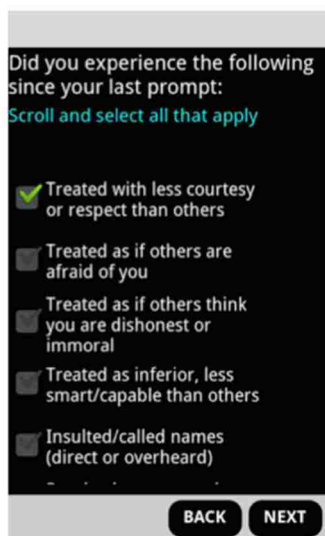 Did you experience the following
since your last prompt:
Scroll and select all that apply
Treated with less courtesy
or respect than others
Treated as if others are
afraid of you
Treated as if others think
you are dishonest or
immoral
Treated as inferior, less
smart/capable than others
Insulted/called names
(direct or overheard)
BACK NEXT